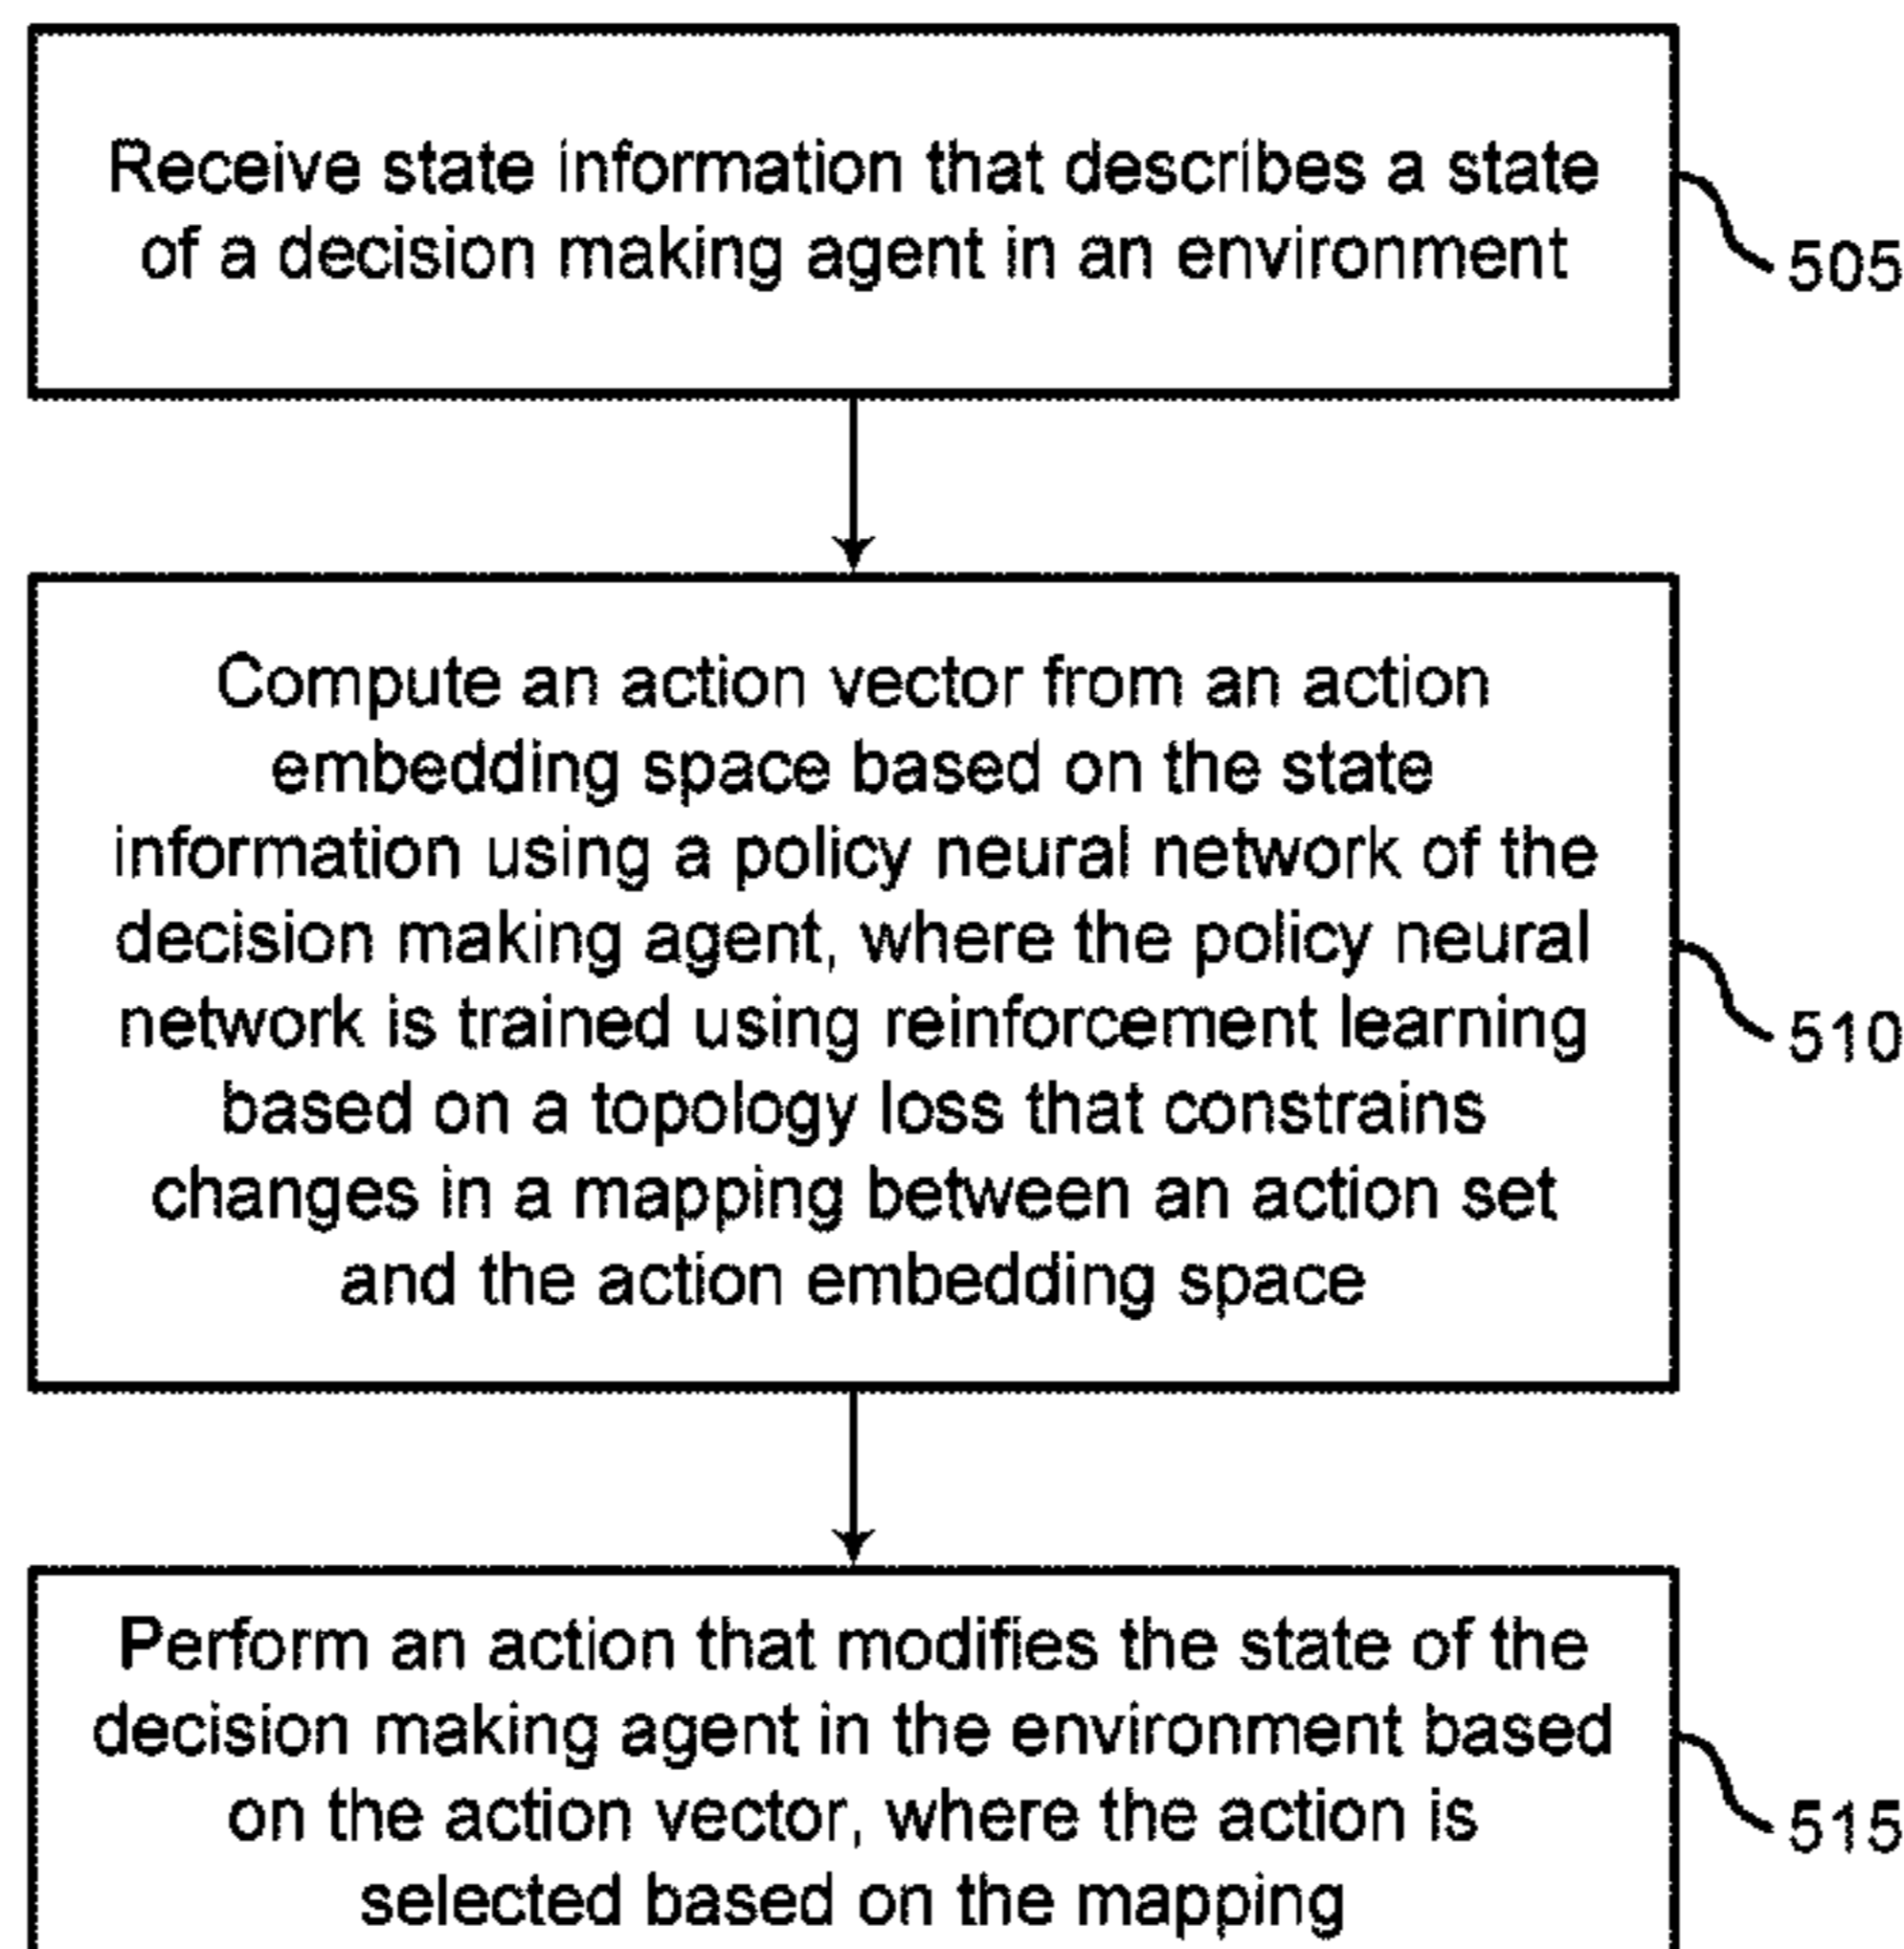 Receive state information that describes a state
of a decision making agent in an environment
505
Compute an action vector from an action
embedding space based on the state
information using a policy neural network of the
decision making agent, where the policy neural
network is trained using reinforcement learning
based on a topology loss that constrains
changes in a mapping between an action set
and the action embedding space
510
Perform an action that modifies the state of the
decision making agent in the environment based
on the action vector, where the action is
selected based on the mapping
515